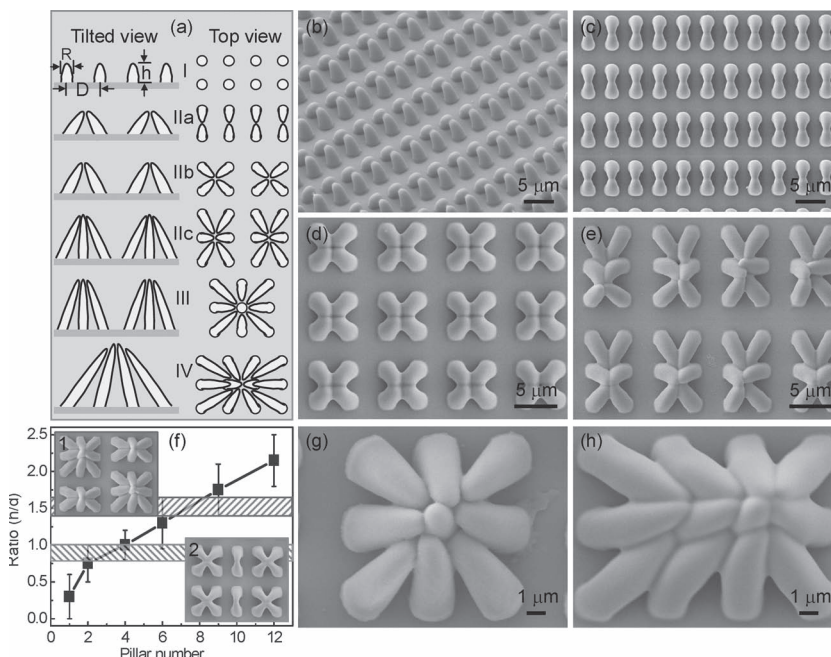 Tilted view (a) Top view
R
h
D
I
IIa
IIb
IIc
III
IV
(b)
5 μm
(c)
5 μm
(d)
5 μm
(e)
5 μm
(f)
1
2
Ratio (h/d)
2.5
2.0
1.5
1.0
0.5
0.0
0 2 4 6 8 10 12
Pillar number
(g)
1 μm
(h)
1 μm